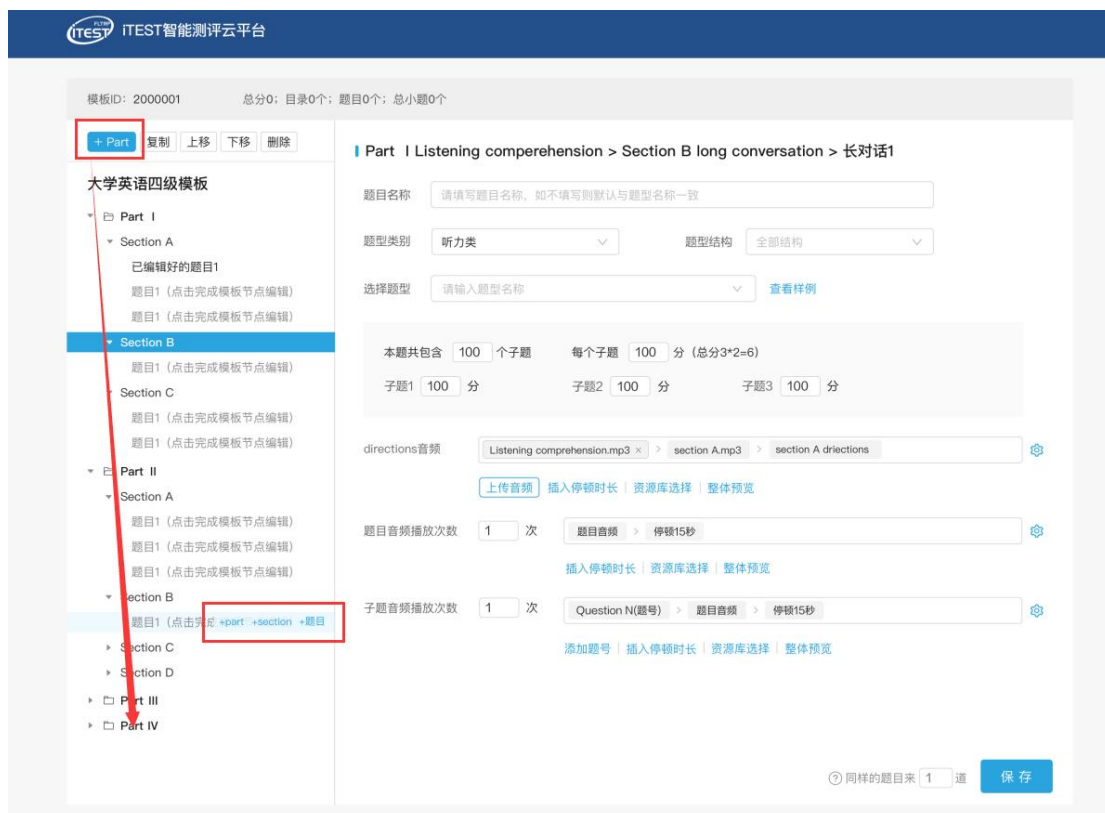 FLTRP
iTEST iTEST智能测评云平台
模板ID: 2000001 总分0; 目录0个; 题目0个; 总小题0个
+ Part 复制 上移 下移 删除
大学英语四级模板
Part I
Section A
已编辑好的题目1
题目1（点击完成模板节点编辑）
题目1（点击完成模板节点编辑）
Section B
题目1（点击完成模板节点编辑）
Section C
题目1（点击完成模板节点编辑）
题目1（点击完成模板节点编辑）
Part II
Section A
题目1（点击完成模板节点编辑）
题目1（点击完成模板节点编辑）
题目1（点击完成模板节点编辑）
Section B
题目1（点击完 +part +section +题目
Section C
Section D
Part III
Part IV
Part I Listening comperehension > Section B long conversation > 长对话1
题目名称 请填写题目名称，如不填写则默认与题型名称一致
题型类别 听力类 题型结构 全部结构
选择题型 请输入题型名称 查看样例
本题共包含 100 个子题 每个子题 100 分（总分3*2=6）
子题1 100 分 子题2 100 分 子题3 100 分
directions音频 Listening comprehension.mp3 × > section A.mp3 > section A driections
上传音频 插入停顿时长 | 资源库选择 | 整体预览
题目音频播放次数 1 次 题目音频 > 停顿15秒
插入停顿时长 | 资源库选择 | 整体预览
子题音频播放次数 1 次 Question N(题号) > 题目音频 > 停顿15秒
添加题号 | 插入停顿时长 | 资源库选择 | 整体预览
? 同样的题目来 1 道 保存